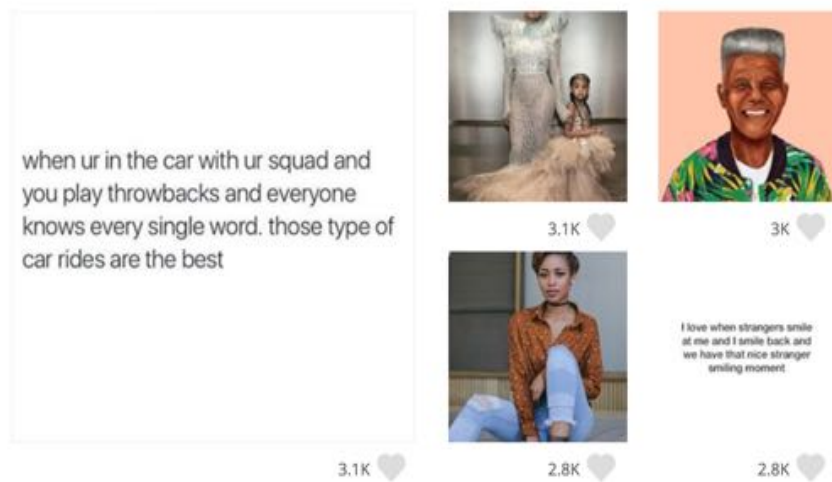 when ur in the car with ur squad and
you play throwbacks and everyone
knows every single word. those type of
car rides are the best
3.1K
3.1K
3K
I love when strangers smile
at me and I smile back and
we have that nice stranger
smiling moment
2.8K
2.8K